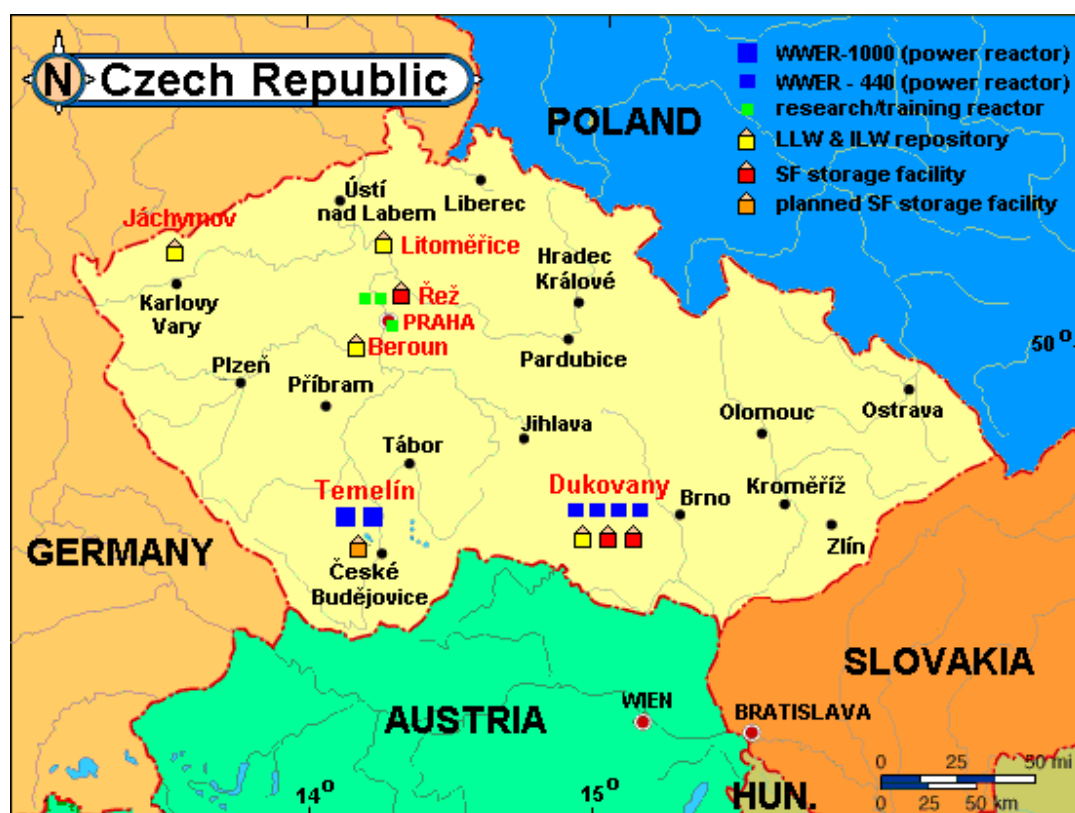 N Czech Republic
WWER-1000 (power reactor)
WWER - 440 (power reactor)
research/training reactor
LLW & ILW repository
SF storage facility
planned SF storage facility
POLAND
Ústí
nad Labem
Liberec
Jáchymov
Litoměřice
Hradec
Králové
Karlovy
Vary
Řež
PRAHA
Beroun
50 o
Plzeň
Pardubice
Příbram
Olomouc
Ostrava
Jihlava
Tábor
Temelín
Dukovany
Brno
Kroměříž
Zlín
GERMANY
České
Budějovice
SLOVAKIA
AUSTRIA
WIEN
BRATISLAVA
0 25 50 mi
0 25 50 km
14 o
15 o
HUN.